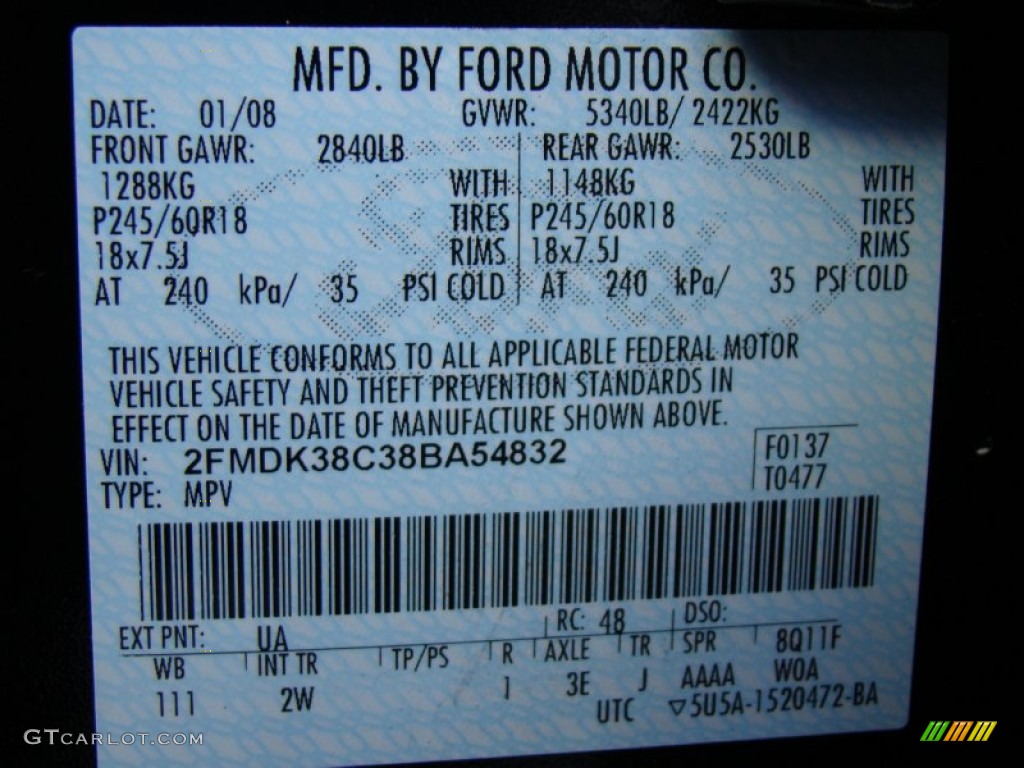 MFD. BY FORD MOTOR CO.
DATE: 01/08 GVWR: 5340LB/ 2422KG
FRONT GAWR: 2840LB REAR GAWR: 2530LB
1288KG WITH 1148KG WITH
P245/60R18 TIRES P245/60R18 TIRES
18x7.5J RIMS 18x7.5J RIMS
AT 240 kPa/ 35 PSI COLD AT 240 kPa/ 35 PSI COLD
THIS VEHICLE CONFORMS TO ALL APPLICABLE FEDERAL MOTOR
VEHICLE SAFETY AND THEFT PREVENTION STANDARDS IN
EFFECT ON THE DATE OF MANUFACTURE SHOWN ABOVE.
VIN: 2FMDK38C38BA54832 F0137
TYPE: MPV T0477
EXT PNT: UA RC: 48 DSO:
WB INT TR TP/PS R AXLE TR SPR 8Q11F
111 2W 1 3E J AAAA W0A
UTC ▽5U5A-1520472-BA
GTCARLOT.COM